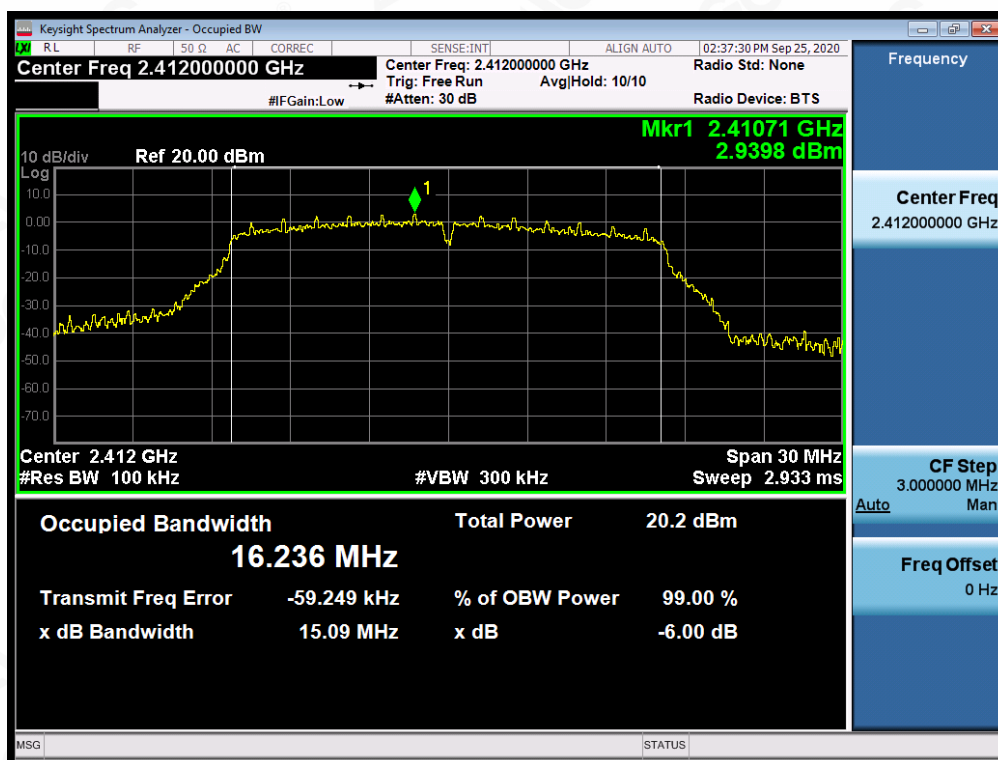 Keysight Spectrum Analyzer - Occupied BW
LXI RL RF 50 Ω AC CORREC SENSE:INT ALIGN AUTO 02:37:30 PM Sep 25, 2020
Center Freq 2.412000000 GHz
Center Freq: 2.412000000 GHz
Radio Std: None
Trig: Free Run Avg|Hold: 10/10
#IFGain:Low #Atten: 30 dB Radio Device: BTS
Mkr1 2.41071 GHz
2.9398 dBm
10 dB/div Ref 20.00 dBm
Log
10.0
0.00
-10.0
-20.0
-30.0
-40.0
-50.0
-60.0
-70.0
1
Center 2.412 GHz Span 30 MHz
#Res BW 100 kHz #VBW 300 kHz Sweep 2.933 ms
Occupied Bandwidth Total Power 20.2 dBm
16.236 MHz
Transmit Freq Error -59.249 kHz % of OBW Power 99.00 %
x dB Bandwidth 15.09 MHz x dB -6.00 dB
MSG STATUS
Frequency
Center Freq
2.412000000 GHz
CF Step
3.000000 MHz
Auto Man
Freq Offset
0 Hz